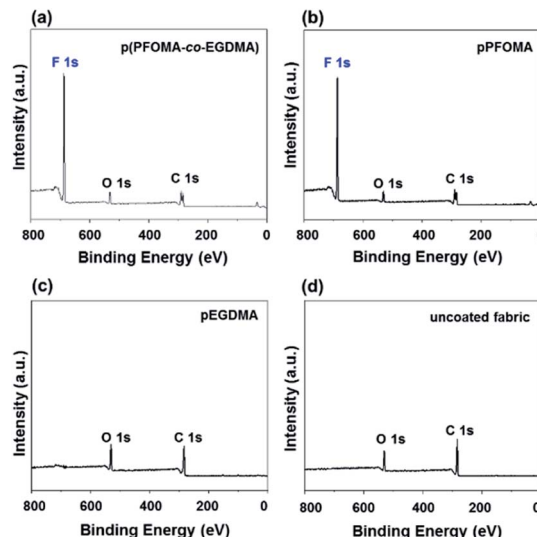 (a)
p(PFOMA-co-EGDMA)
F 1s
O 1s
C 1s
Intensity (a.u.)
800 600 400 200 0
Binding Energy (eV)
(b)
pPFOMA
F 1s
O 1s
C 1s
Intensity (a.u.)
800 600 400 200 0
Binding Energy (eV)
(c)
pEGDMA
O 1s
C 1s
Intensity (a.u.)
800 600 400 200 0
Binding Energy (eV)
(d)
uncoated fabric
O 1s
C 1s
Intensity (a.u.)
800 600 400 200 0
Binding Energy (eV)